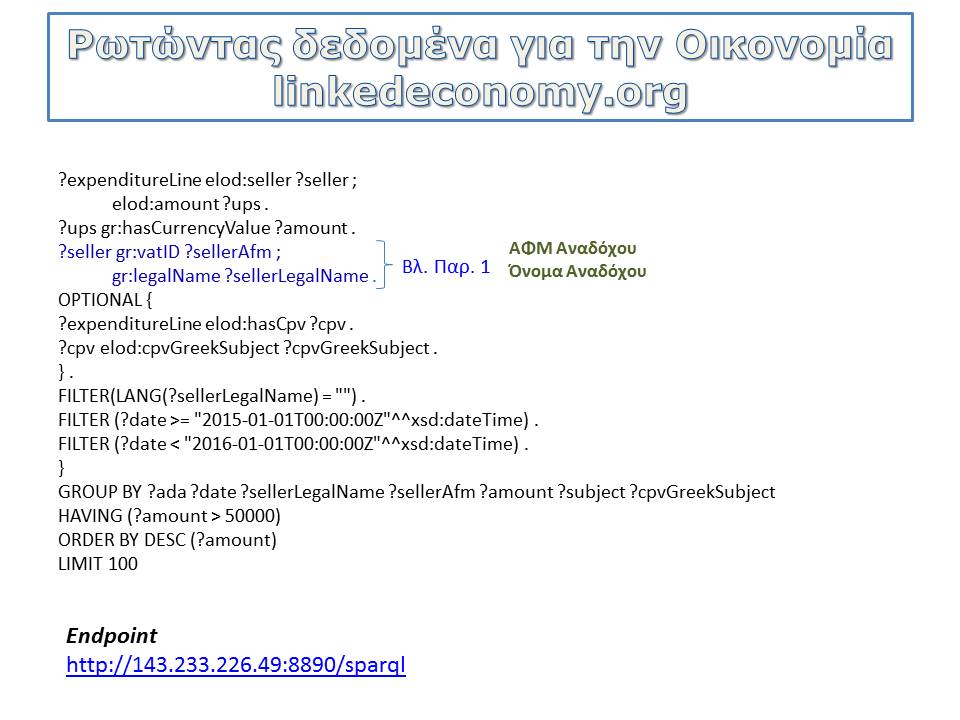 Ρωτώντας δεδομένα για την Οικονομία
linkedeconomy.org
?expenditureLine elod:seller ?seller ;
elod:amount ?ups .
?ups gr:hasCurrencyValue ?amount .
?seller gr:vatID ?sellerAfm ;
gr:legalName ?sellerLegalName .
Βλ. Παρ. 1
ΑΦΜ Αναδόχου
Όνομα Αναδόχου
OPTIONAL {
?expenditureLine elod:hasCpv ?cpv .
?cpv elod:cpvGreekSubject ?cpvGreekSubject .
} .
FILTER(LANG(?sellerLegalName) = "") .
FILTER (?date >= "2015-01-01T00:00:00Z"^^xsd:dateTime) .
FILTER (?date < "2016-01-01T00:00:00Z"^^xsd:dateTime) .
}
GROUP BY ?ada ?date ?sellerLegalName ?sellerAfm ?amount ?subject ?cpvGreekSubject
HAVING (?amount > 50000)
ORDER BY DESC (?amount)
LIMIT 100
Endpoint
http://143.233.226.49:8890/sparql